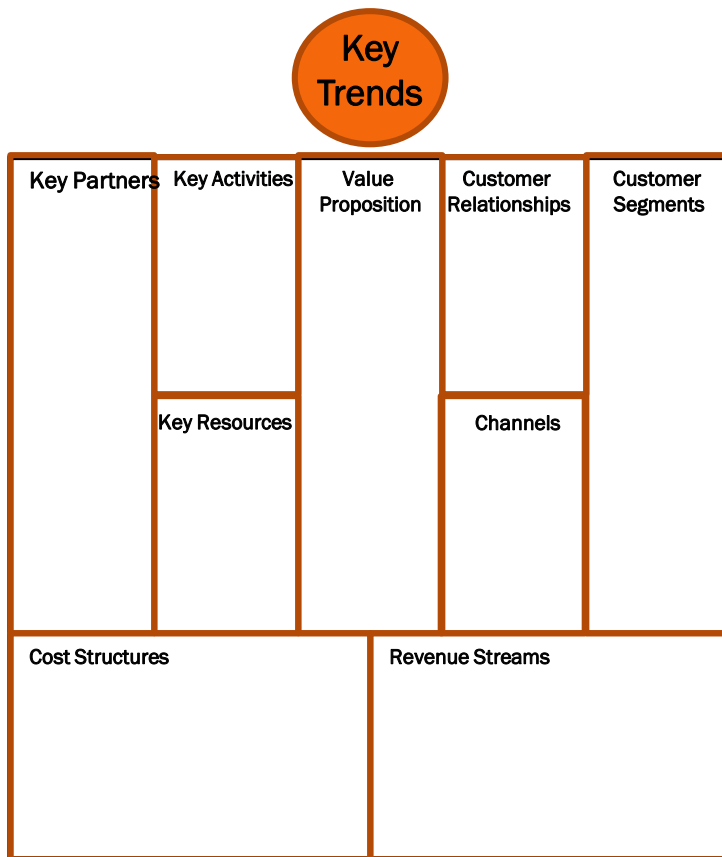 Key
Trends
Key Partners
Key Activities
Value
Proposition
Customer
Relationships
Customer
Segments
Key Resources
Channels
Cost Structures
Revenue Streams